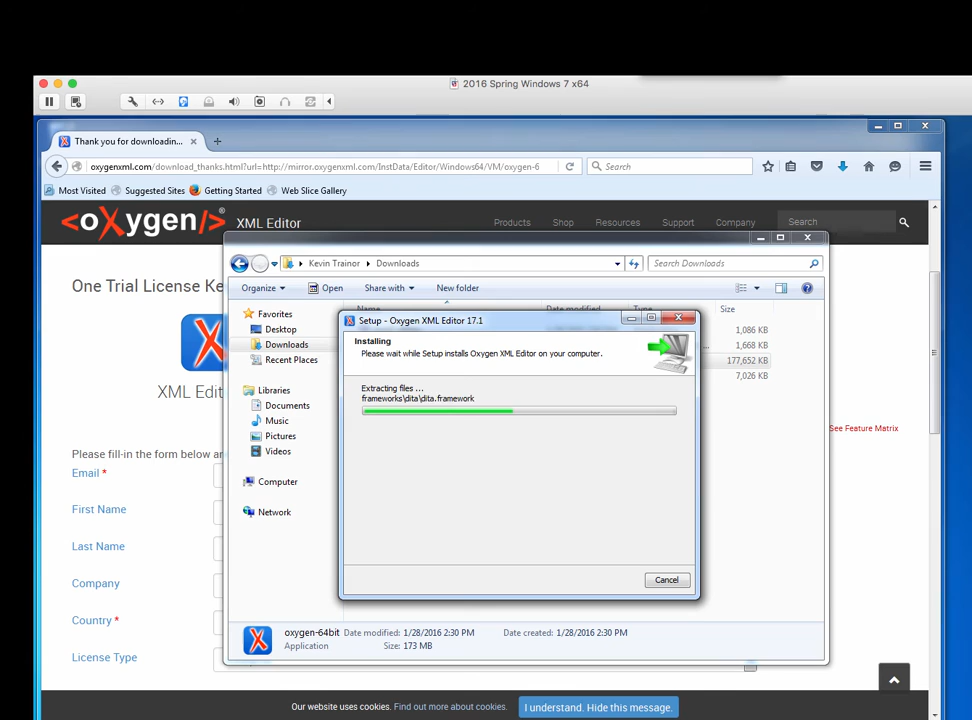 2016 Spring Windows 7 x64
Thank you for downloadin...
oxygenxml.com/download_thanks.html?url=http://mirror.oxygenxml.com/InstData/Editor/Windows64/VM/oxygen-6
Search
Most Visited Suggested Sites Getting Started Web Slice Gallery
<oXygen/>® XML Editor
Products Shop Resources Support Company Search
Kevin Trainor Downloads
Search Downloads
Organize Open Share with New folder
One Trial License Ke
Favorites
Desktop
Downloads
Recent Places
Libraries
Documents
Music
Pictures
Videos
Computer
Network
Name Date modified Type Size
1,086 KB
1,668 KB
177,652 KB
7,026 KB
Setup - Oxygen XML Editor 17.1
Installing
Please wait while Setup installs Oxygen XML Editor on your computer.
Extracting files ...
frameworks\dita\dita.framework
Cancel
XML Edit
See Feature Matrix
Please fill-in the form below an
Email *
First Name
Last Name
Company
Country *
License Type
oxygen-64bit Date modified: 1/28/2016 2:30 PM Date created: 1/28/2016 2:30 PM
Application Size: 173 MB
Our website uses cookies. Find out more about cookies. I understand. Hide this message.